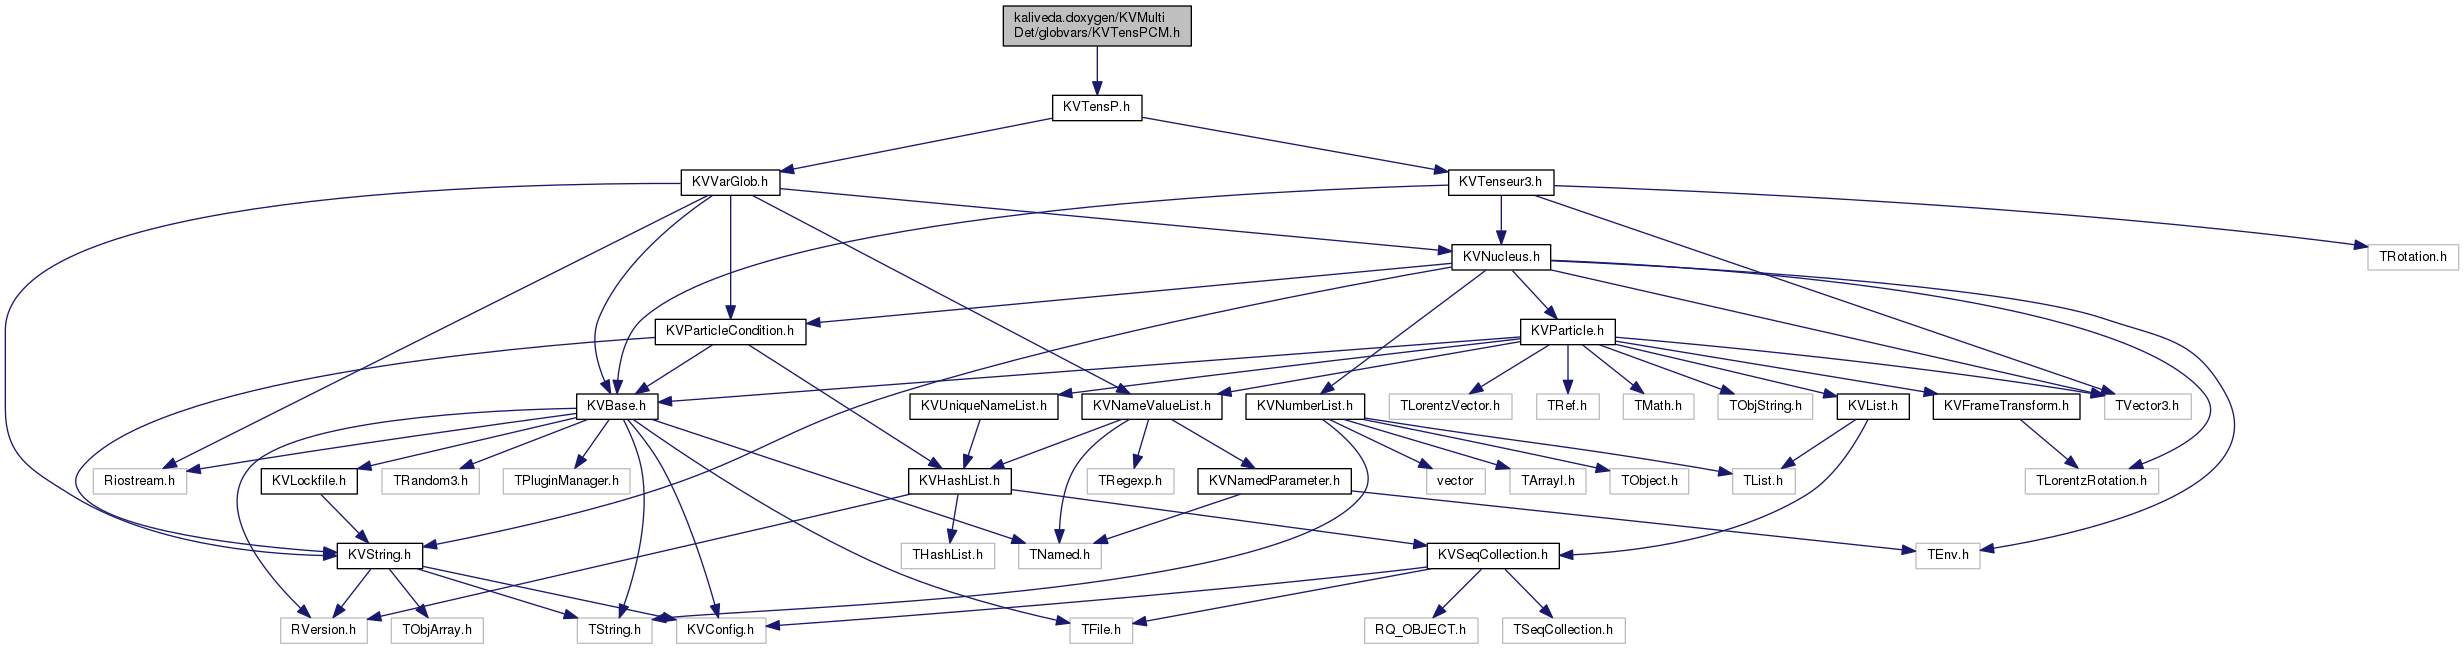 kaliveda.doxygen/KVMulti
Det/globvars/KVTensPCM.h
KVTensP.h
KVVarGlob.h
KVTenseur3.h
KVNucleus.h
TRotation.h
KVParticleCondition.h
KVParticle.h
KVBase.h
KVUniqueNameList.h
KVNameValueList.h
KVNumberList.h
TLorentzVector.h
TRef.h
TMath.h
TObjString.h
KVList.h
KVFrameTransform.h
TVector3.h
Riostream.h
KVLockfile.h
TRandom3.h
TPluginManager.h
KVHashList.h
TRegexp.h
KVNamedParameter.h
vector
TArrayI.h
TObject.h
TList.h
TLorentzRotation.h
KVString.h
THashList.h
TNamed.h
KVSeqCollection.h
TEnv.h
RVersion.h
TObjArray.h
TString.h
KVConfig.h
TFile.h
RQ_OBJECT.h
TSeqCollection.h